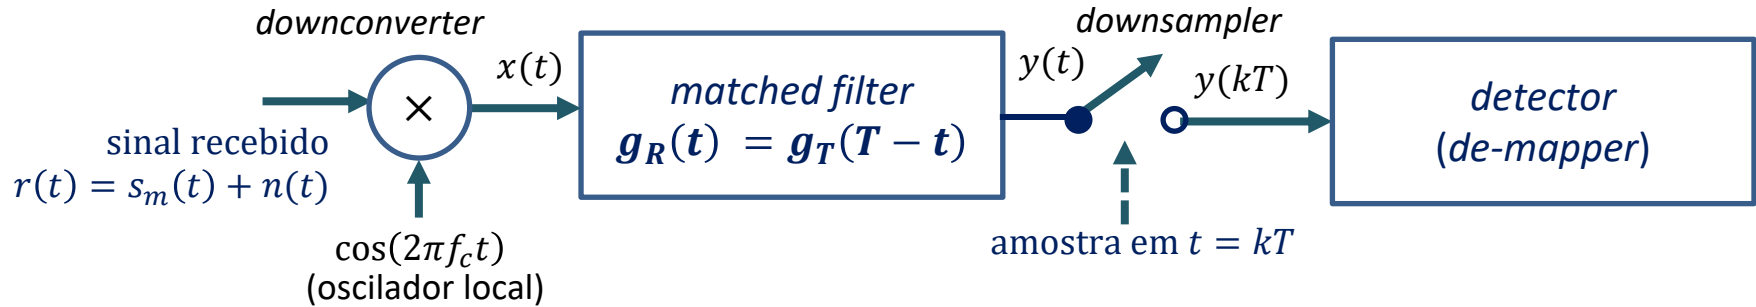 downconverter
×
x(t)
sinal recebido
r(t) = s_m(t) + n(t)
cos(2πf_ct)
(oscilador local)
matched filter
g_R(t) = g_T(T − t)
y(t)
downsampler
amostra em t = kT
y(kT)
detector
(de-mapper)